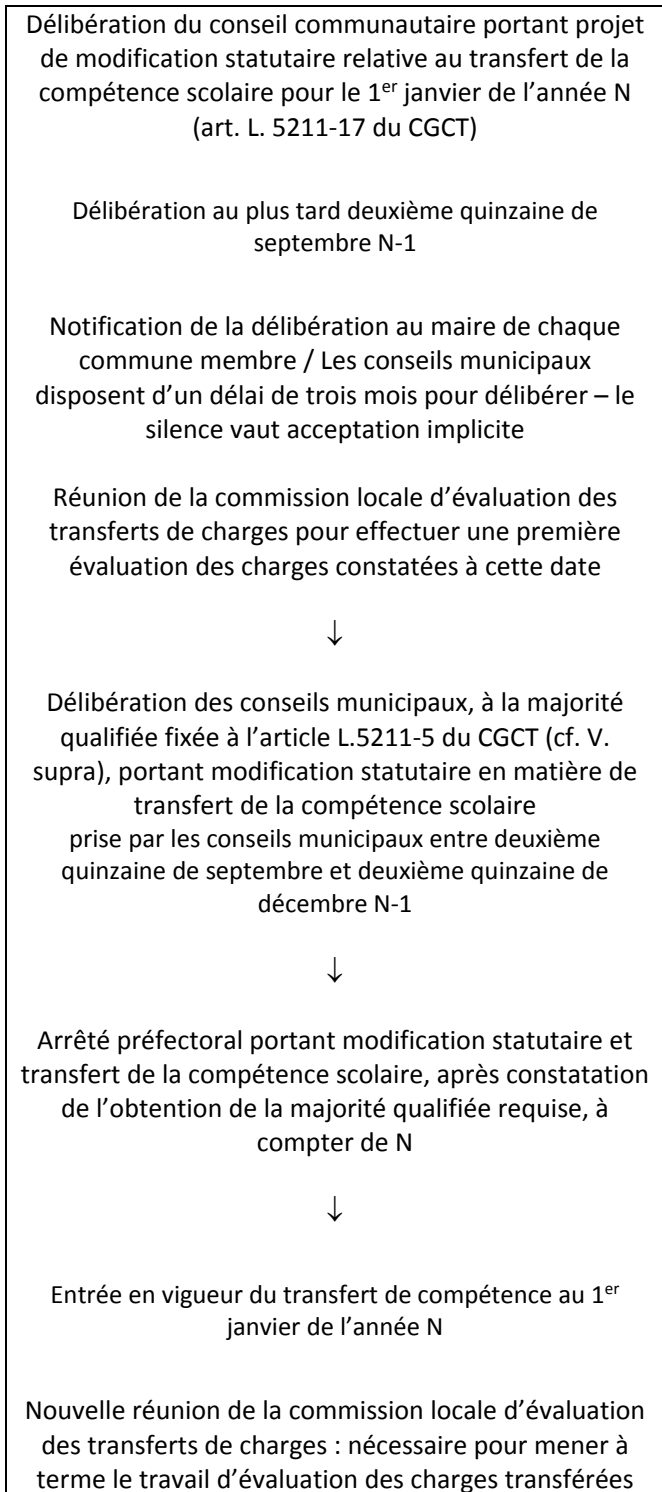 Délibération du conseil communautaire portant projet
de modification statutaire relative au transfert de la
compétence scolaire pour le 1er janvier de l’année N
(art. L. 5211-17 du CGCT)
Délibération au plus tard deuxième quinzaine de
septembre N-1
Notification de la délibération au maire de chaque
commune membre / Les conseils municipaux
disposent d’un délai de trois mois pour délibérer – le
silence vaut acceptation implicite
Réunion de la commission locale d’évaluation des
transferts de charges pour effectuer une première
évaluation des charges constatées à cette date
↓
Délibération des conseils municipaux, à la majorité
qualifiée fixée à l’article L.5211-5 du CGCT (cf. V.
supra), portant modification statutaire en matière de
transfert de la compétence scolaire
prise par les conseils municipaux entre deuxième
quinzaine de septembre et deuxième quinzaine de
décembre N-1
↓
Arrêté préfectoral portant modification statutaire et
transfert de la compétence scolaire, après constatation
de l’obtention de la majorité qualifiée requise, à
compter de N
↓
Entrée en vigueur du transfert de compétence au 1er
janvier de l’année N
Nouvelle réunion de la commission locale d’évaluation
des transferts de charges : nécessaire pour mener à
terme le travail d’évaluation des charges transférées